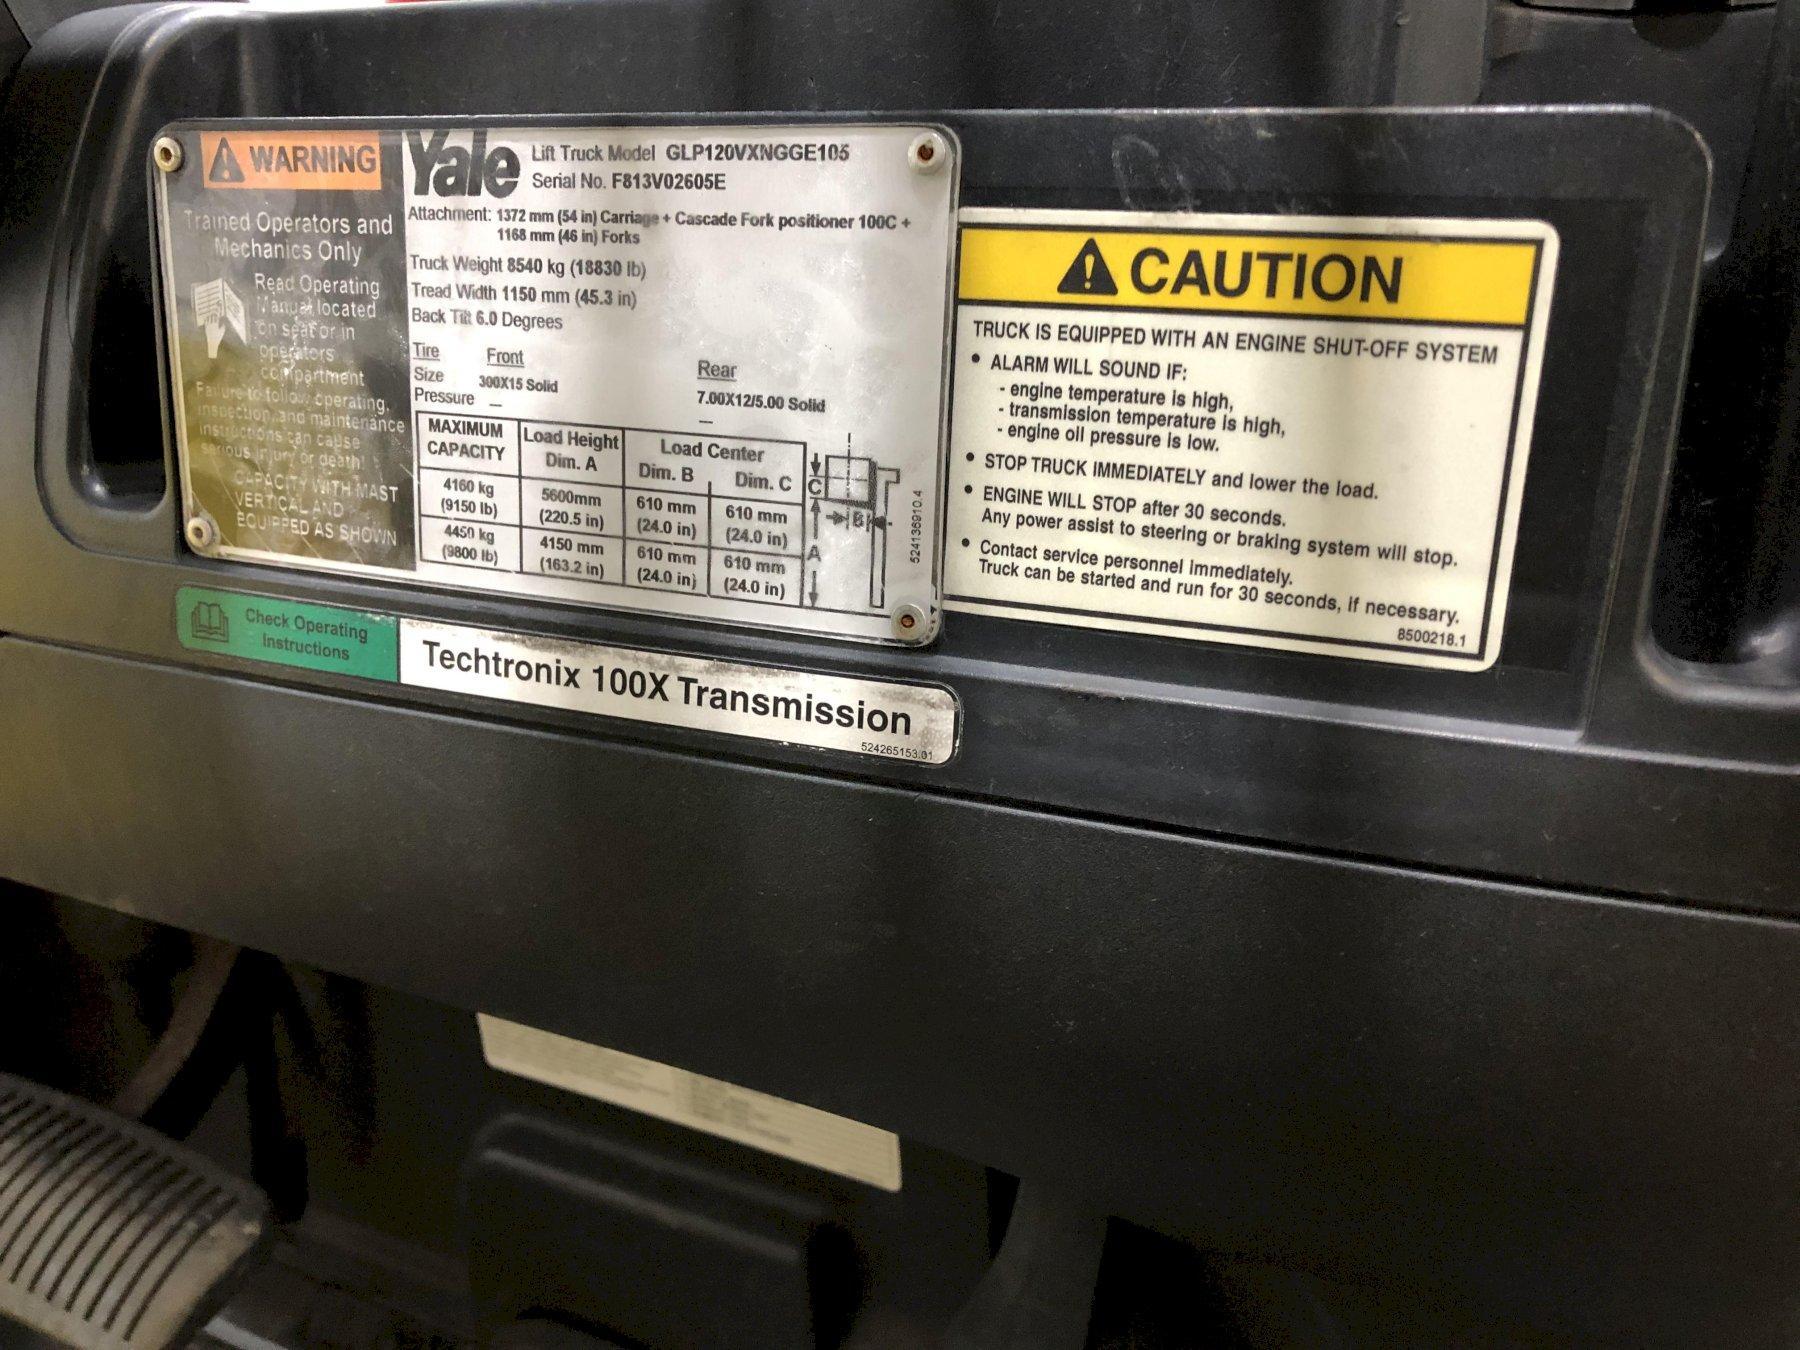 WARNING
Trained Operators and
Mechanics Only
Read Operating
Manual located
on seat or in
operators
compartment
Failure to follow operating,
inspection, and maintenance
instructions can cause
serious injury or death!
CAPACITY WITH MAST
VERTICAL AND
EQUIPPED AS SHOWN
Yale
Lift Truck Model GLP120VXNGGE105
Serial No. F813V02605E
Attachment: 1372 mm (54 in) Carriage + Cascade Fork positioner 100C +
1168 mm (46 in) Forks
Truck Weight 8540 kg (18830 lb)
Tread Width 1150 mm (45.3 in)
Back Tilt 6.0 Degrees
Tire Front Rear
Size 300X15 Solid 7.00X12/5.00 Solid
Pressure — —
MAXIMUM CAPACITY Load Height Dim. A Load Center Dim. B Dim. C
4160 kg 5600mm 610 mm 610 mm
(9150 lb) (220.5 in) (24.0 in) (24.0 in)
4450 kg 4150 mm 610 mm 610 mm
(9800 lb) (163.2 in) (24.0 in) (24.0 in)
C
B
A
524136910.4
CAUTION
TRUCK IS EQUIPPED WITH AN ENGINE SHUT-OFF SYSTEM
• ALARM WILL SOUND IF:
- engine temperature is high,
- transmission temperature is high,
- engine oil pressure is low.
• STOP TRUCK IMMEDIATELY and lower the load.
• ENGINE WILL STOP after 30 seconds.
Any power assist to steering or braking system will stop.
• Contact service personnel immediately.
Truck can be started and run for 30 seconds, if necessary.
8500218.1
Check Operating
Instructions
Techtronix 100X Transmission
524265153.01